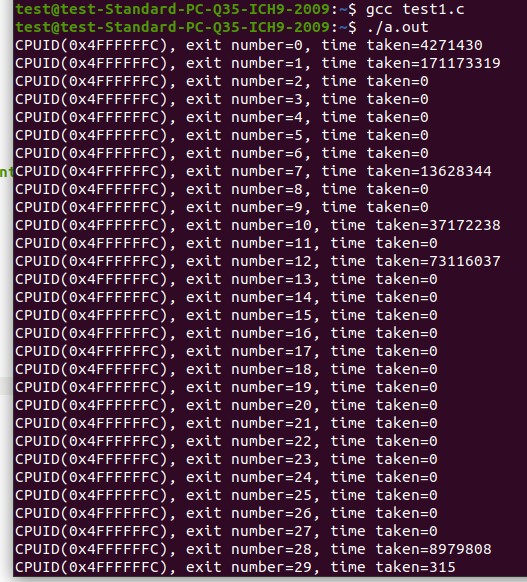 test@test-Standard-PC-Q35-ICH9-2009:~$ gcc test1.c
test@test-Standard-PC-Q35-ICH9-2009:~$ ./a.out
CPUID(0x4FFFFFFC), exit number=0, time taken=4271430
CPUID(0x4FFFFFFC), exit number=1, time taken=171173319
CPUID(0x4FFFFFFC), exit number=2, time taken=0
CPUID(0x4FFFFFFC), exit number=3, time taken=0
CPUID(0x4FFFFFFC), exit number=4, time taken=0
CPUID(0x4FFFFFFC), exit number=5, time taken=0
CPUID(0x4FFFFFFC), exit number=6, time taken=0
nt
CPUID(0x4FFFFFFC), exit number=7, time taken=13628344
CPUID(0x4FFFFFFC), exit number=8, time taken=0
CPUID(0x4FFFFFFC), exit number=9, time taken=0
CPUID(0x4FFFFFFC), exit number=10, time taken=37172238
CPUID(0x4FFFFFFC), exit number=11, time taken=0
CPUID(0x4FFFFFFC), exit number=12, time taken=73116037
CPUID(0x4FFFFFFC), exit number=13, time taken=0
CPUID(0x4FFFFFFC), exit number=14, time taken=0
CPUID(0x4FFFFFFC), exit number=15, time taken=0
CPUID(0x4FFFFFFC), exit number=16, time taken=0
CPUID(0x4FFFFFFC), exit number=17, time taken=0
CPUID(0x4FFFFFFC), exit number=18, time taken=0
CPUID(0x4FFFFFFC), exit number=19, time taken=0
CPUID(0x4FFFFFFC), exit number=20, time taken=0
CPUID(0x4FFFFFFC), exit number=21, time taken=0
CPUID(0x4FFFFFFC), exit number=22, time taken=0
CPUID(0x4FFFFFFC), exit number=23, time taken=0
CPUID(0x4FFFFFFC), exit number=24, time taken=0
CPUID(0x4FFFFFFC), exit number=25, time taken=0
CPUID(0x4FFFFFFC), exit number=26, time taken=0
CPUID(0x4FFFFFFC), exit number=27, time taken=0
CPUID(0x4FFFFFFC), exit number=28, time taken=8979808
CPUID(0x4FFFFFFC), exit number=29, time taken=315